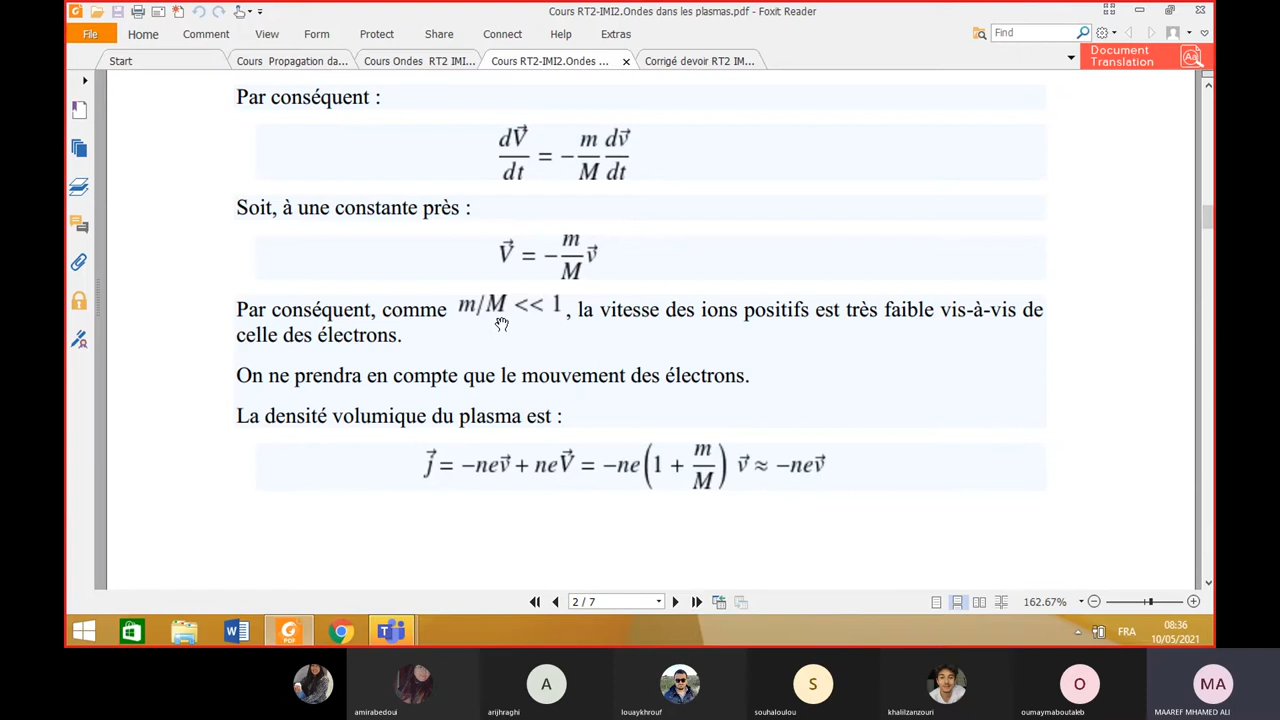 Cours RT2-IMI2.Ondes dans les plasmas.pdf - Foxit Reader
File Home Comment View Form Protect Share Connect Help Extras Find
Start Cours Propagation da... Cours Ondes RT2 IMI... Cours RT2-IMI2.Ondes ... × Corrigé devoir RT2 IM... Document Translation
Par conséquent :
dV⃗/dt = − m/M dv⃗/dt
Soit, à une constante près :
V⃗ = − m/M v⃗
Par conséquent, comme m/M << 1 , la vitesse des ions positifs est très faible vis-à-vis de
celle des électrons.
On ne prendra en compte que le mouvement des électrons.
La densité volumique du plasma est :
j⃗ = −nev⃗ + neV⃗ = −ne(1 + m/M) v⃗ ≈ −nev⃗
2 / 7 162.67%
FRA 08:36
10/05/2021
A S O MA
amirabedoui arijhraghi louaykhrouf souhaloulou khalilzanzouri oumaymaboutaleb MAAREF MHAMED ALI